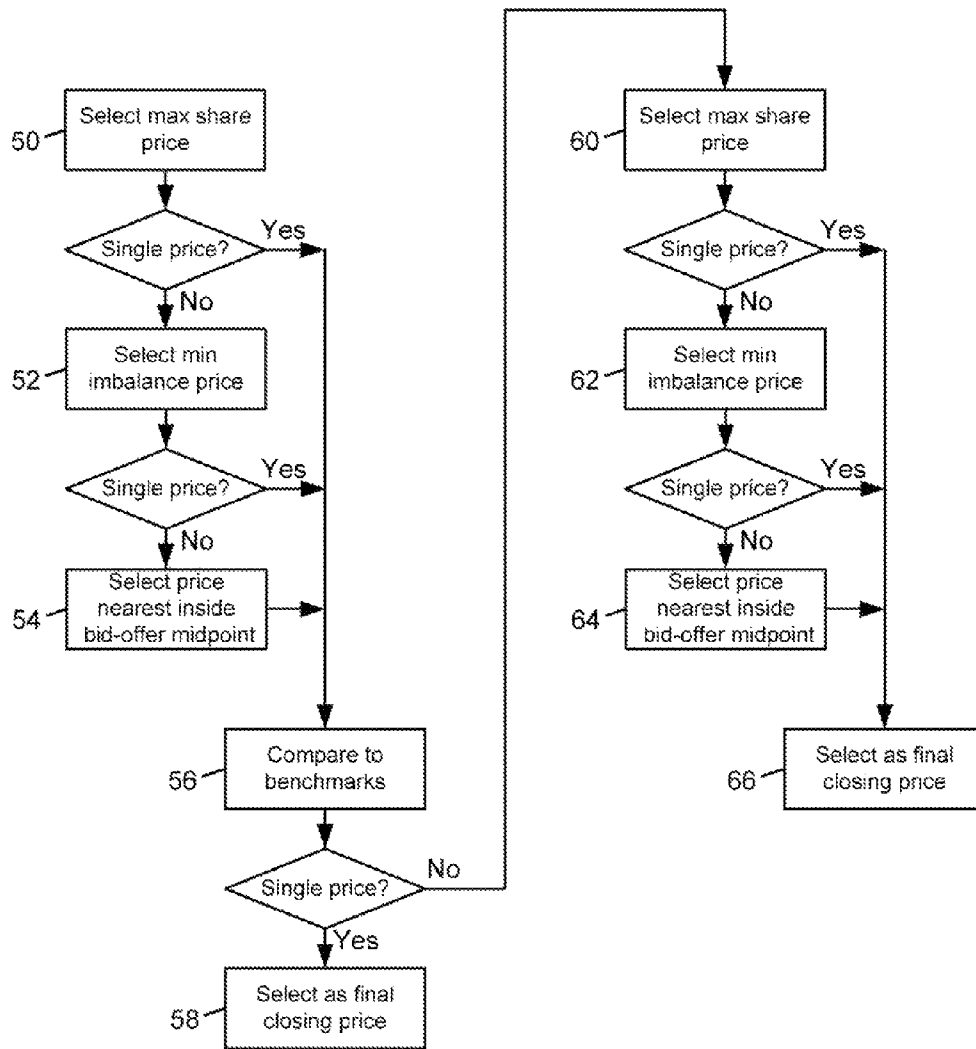 50
Select max share
price
Single price?
Yes
No
52
Select min
imbalance price
Single price?
Yes
No
54
Select price
nearest inside
bid-offer midpoint
56
Compare to
benchmarks
Single price?
No
Yes
58
Select as final
closing price
60
Select max share
price
Single price?
Yes
No
62
Select min
imbalance price
Single price?
Yes
No
64
Select price
nearest inside
bid-offer midpoint
66
Select as final
closing price